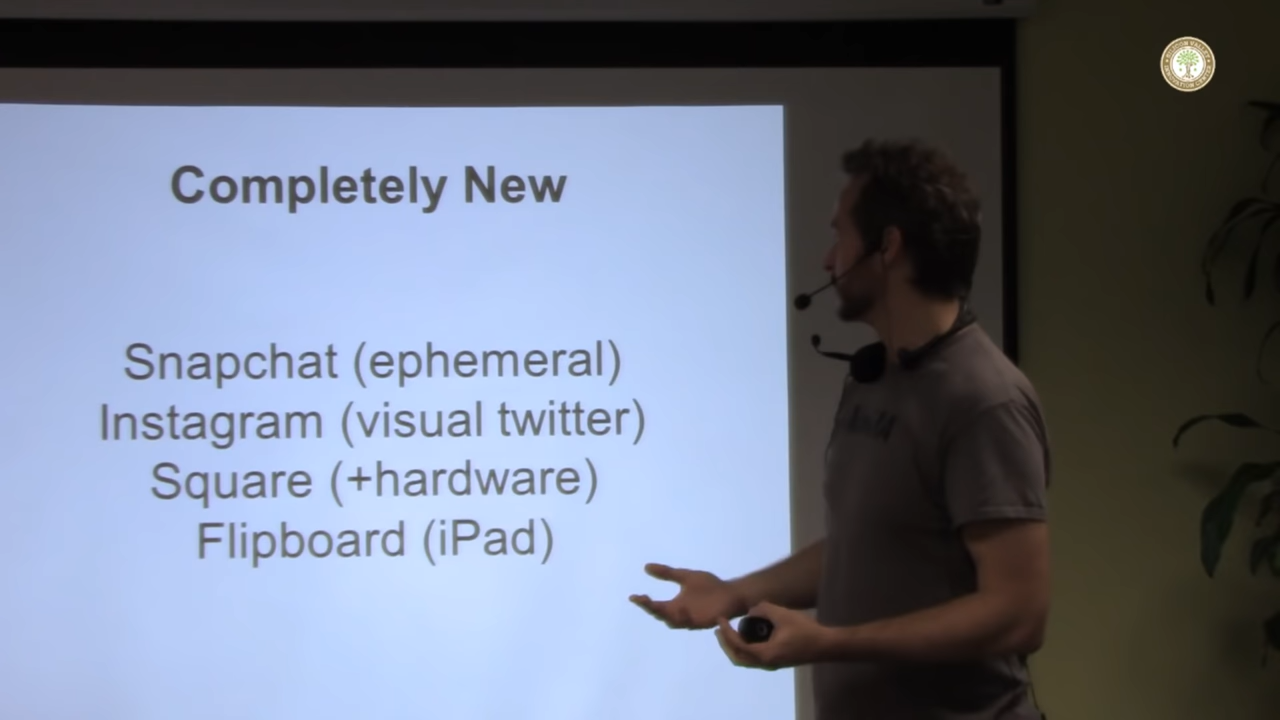 Completely New
Snapchat (ephemeral)
Instagram (visual twitter)
Square (+hardware)
Flipboard (iPad)